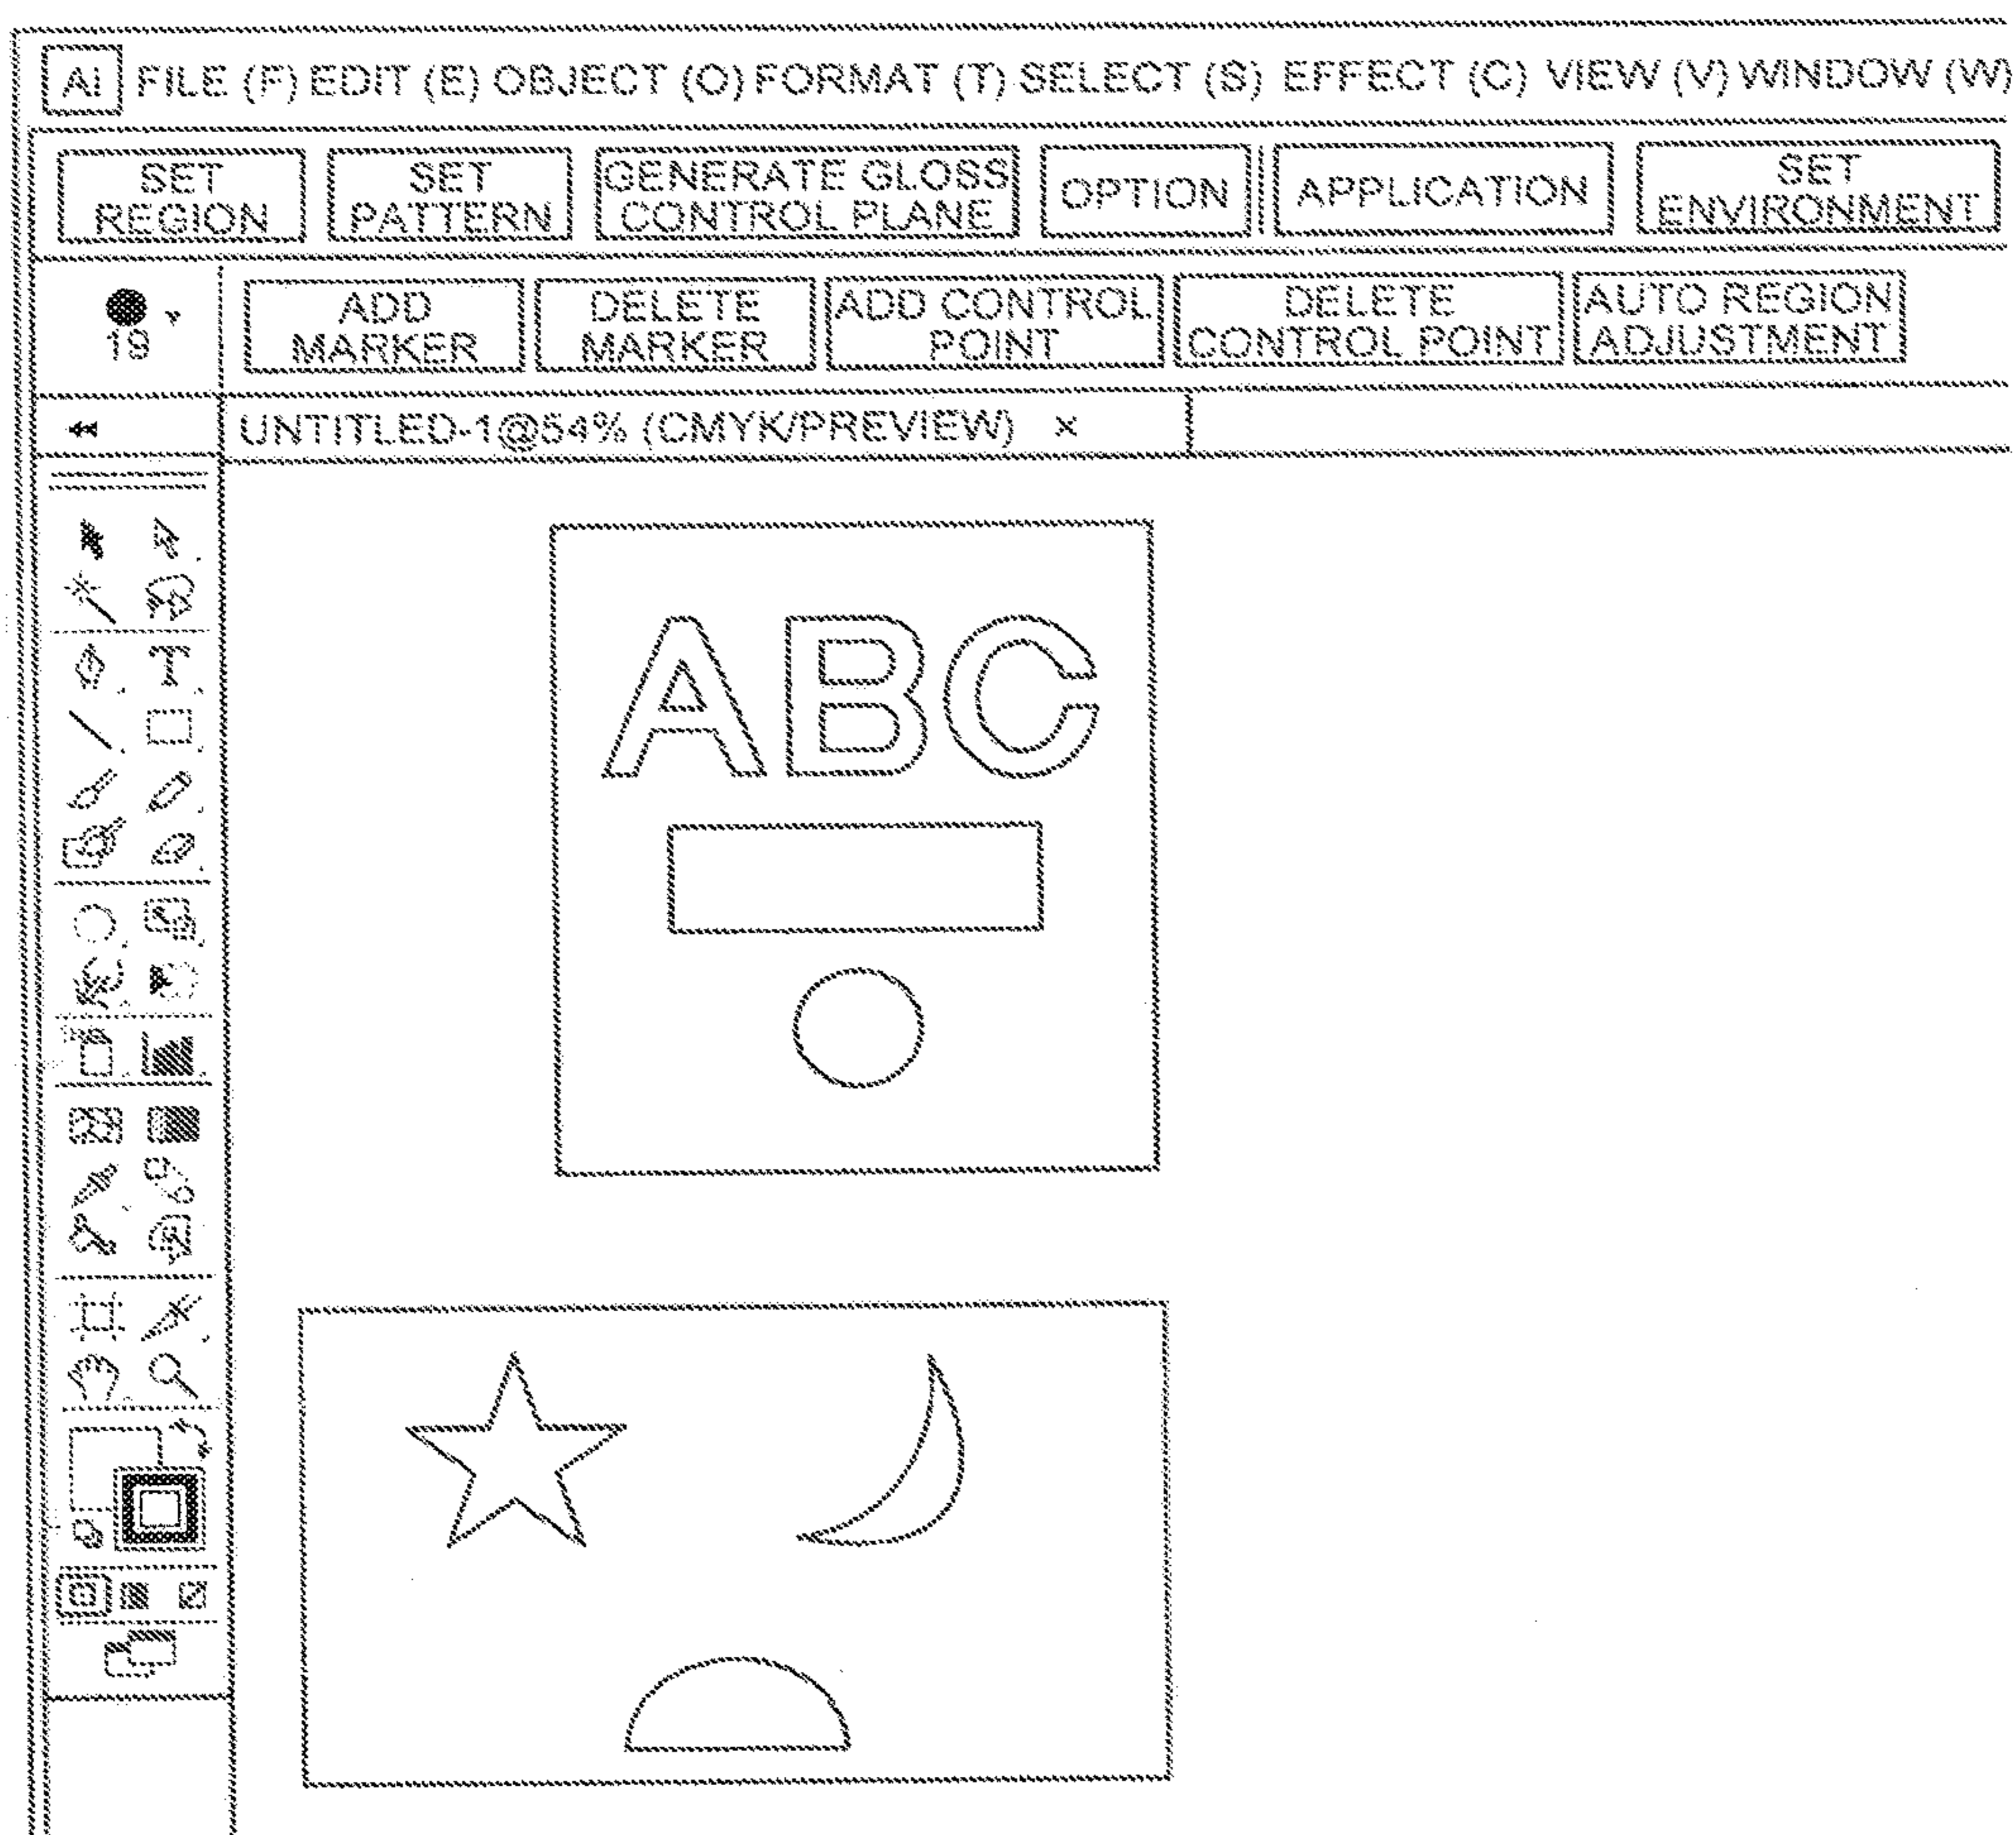 Ai FILE (F) EDIT (E) OBJECT (O) FORMAT (T) SELECT (S) EFFECT (C) VIEW (V) WINDOW (W)
SET REGION
SET PATTERN
GENERATE GLOSS CONTROL PLANE
OPTION
APPLICATION
SET ENVIRONMENT
19
ADD MARKER
DELETE MARKER
ADD CONTROL POINT
DELETE CONTROL POINT
AUTO REGION ADJUSTMENT
UNTITLED-1@54% (CMYK/PREVIEW) ×
T
ABC